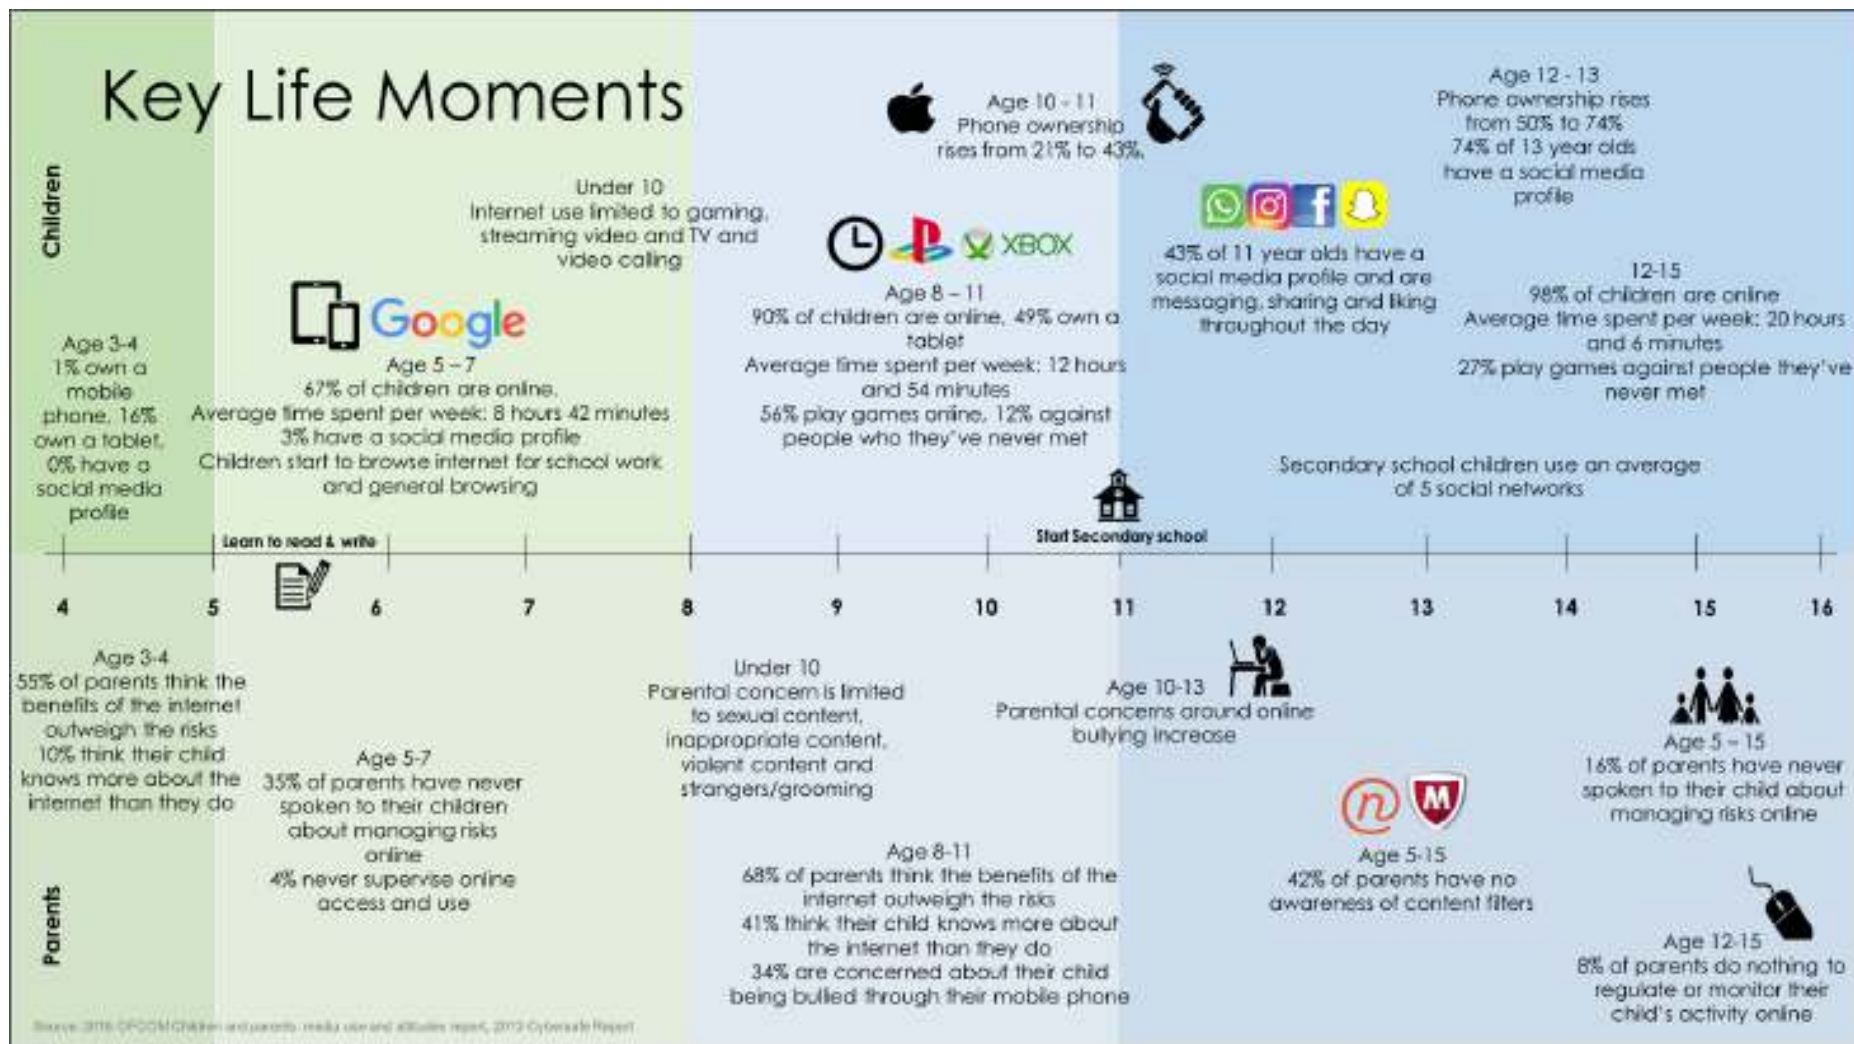 Key Life Moments
Children
Age 3-4
1% own a
mobile
phone, 16%
own a tablet,
0% have a
social media
profile
Google
Age 5 – 7
67% of children are online.
Average time spent per week: 8 hours 42 minutes
3% have a social media profile
Children start to browse internet for school work
and general browsing
Under 10
Internet use limited to gaming,
streaming video and TV and
video calling
Age 10 - 11
Phone ownership
rises from 21% to 43%.
XBOX
Age 8 – 11
90% of children are online, 49% own a
tablet
Average time spent per week: 12 hours
and 54 minutes
56% play games online, 12% against
people who they've never met
43% of 11 year olds have a
social media profile and are
messaging, sharing and liking
throughout the day
Age 12 - 13
Phone ownership rises
from 50% to 74%
74% of 13 year olds
have a social media
profile
12-15
98% of children are online
Average time spent per week: 20 hours
and 6 minutes
27% play games against people they've
never met
Secondary school children use an average
of 5 social networks
Learn to read & write
Start Secondary school
4 5 6 7 8 9 10 11 12 13 14 15 16
Parents
Age 3-4
55% of parents think the
benefits of the internet
outweigh the risks
10% think their child
knows more about the
internet than they do
Age 5-7
35% of parents have never
spoken to their children
about managing risks
online
4% never supervise online
access and use
Under 10
Parental concern is limited
to sexual content,
inappropriate content,
violent content and
strangers/grooming
Age 8-11
68% of parents think the benefits of the
internet outweigh the risks
41% think their child knows more about
the internet than they do
34% are concerned about their child
being bullied through their mobile phone
Age 10-13
Parental concerns around online
bullying increase
n
M
Age 5-15
42% of parents have no
awareness of content filters
Age 5 – 15
16% of parents have never
spoken to their child about
managing risks online
Age 12-15
8% of parents do nothing to
regulate or monitor their
child's activity online
Source: 2016 OFCOM Children and parents: media use and attitudes report, Cybersafe Report